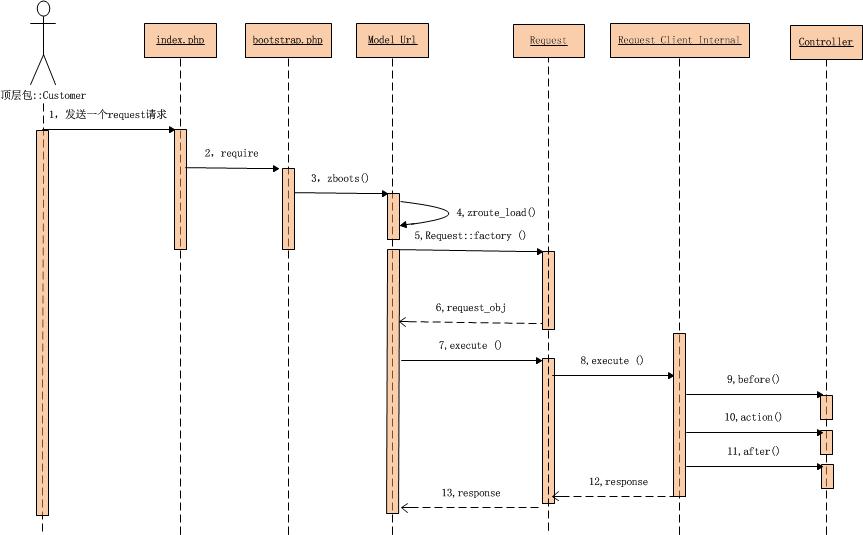 index.php
bootstrap.php
Model Url
Request
Request Client Internal
Controller
顶层包::Customer
1, 发送一个request请求
2, require
3, zboots()
4,zroute_load()
5,Request::factory ()
6,request_obj
7,execute ()
8,execute ()
9,before()
10,action()
11,after()
12,response
13,response